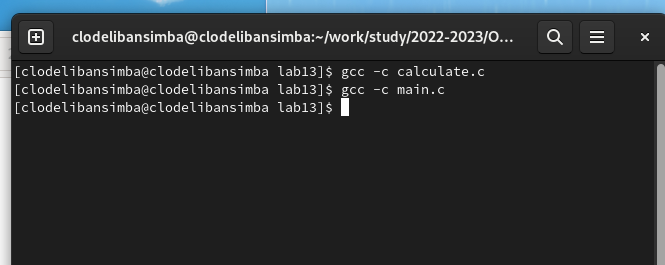 clodelibansimba@clodelibansimba:~/work/study/2022-2023/O...
[clodelibansimba@clodelibansimba lab13]$ gcc -c calculate.c
[clodelibansimba@clodelibansimba lab13]$ gcc -c main.c
[clodelibansimba@clodelibansimba lab13]$